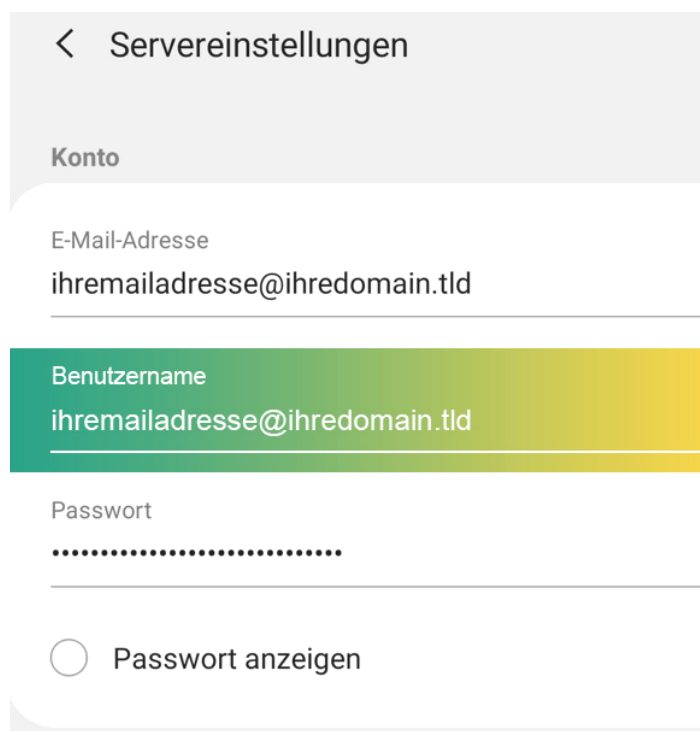 Servereinstellungen
Konto
E-Mail-Adresse
ihremailadresse@ihredomain.tld
Benutzername
ihremailadresse@ihredomain.tld
Passwort
••••••••••••••••••••••••••••••
Passwort anzeigen